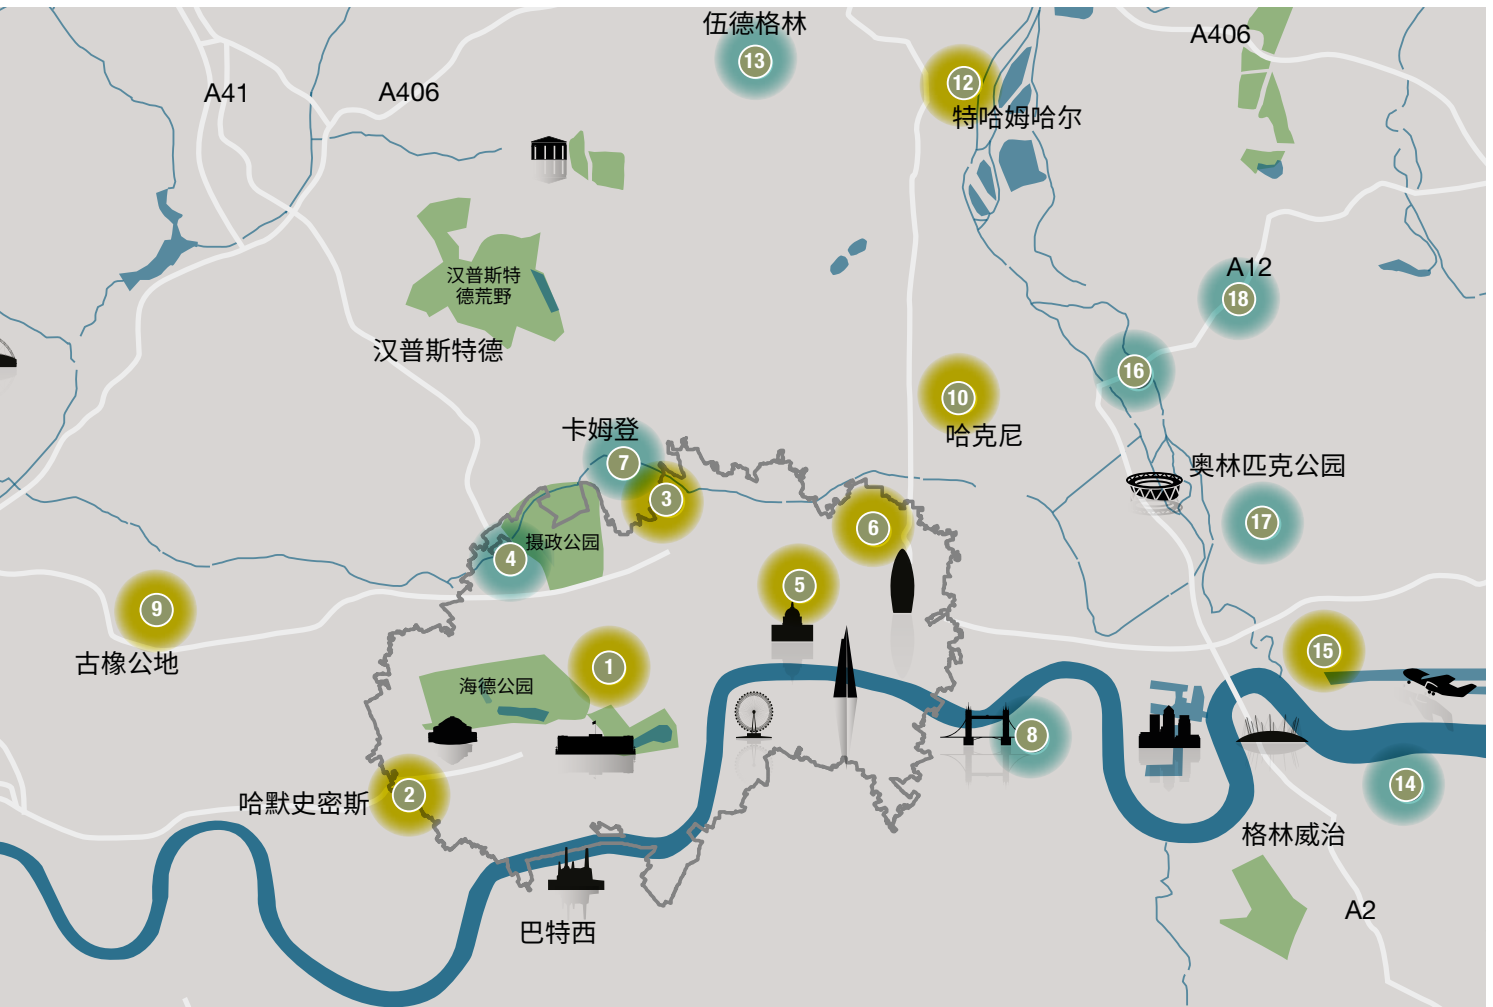 伍德格林
A406
13
A41
A406
12
特哈姆哈尔
A12
汉普斯特
德荒野
18
汉普斯特德
16
10
卡姆登
哈克尼
7
奥林匹克公园
3
6
17
摄政公园
4
5
9
古橡公地
15
1
海德公园
8
14
2
哈默史密斯
格林威治
A2
巴特西